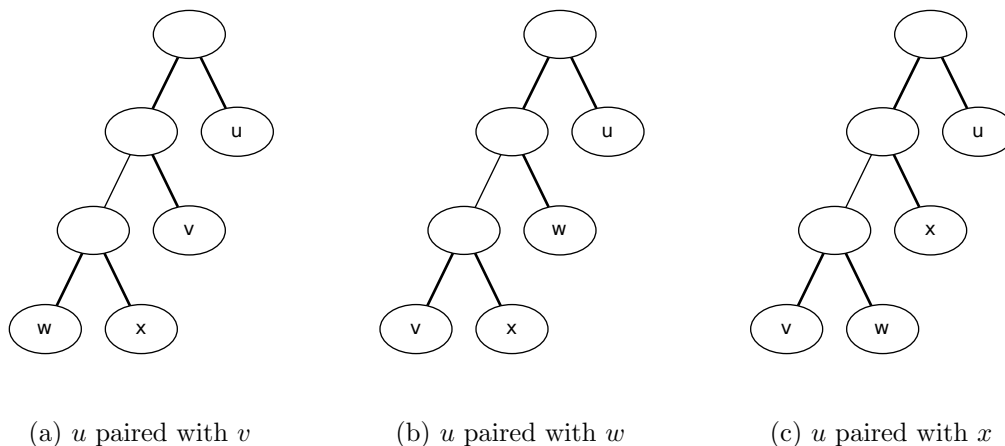 u u u
v w x
w x v x v w
(a) u paired with v (b) u paired with w (c) u paired with x